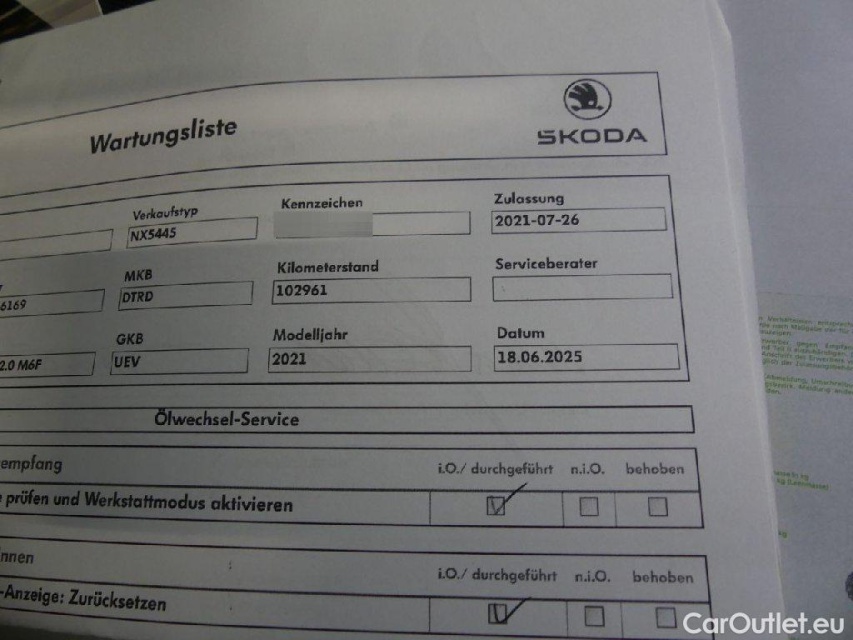 Wartungsliste
SKODA
Verkaufstyp
Kennzeichen
Zulassung
NX5445
2021-07-26
MKB
Kilometerstand
Serviceberater
6169
DTRD
102961
GKB
Modelljahr
Datum
2.0 M6F
UEV
2021
18.06.2025
Ölwechsel-Service
empfang
i.O./ durchgeführt
n.i.O.
behoben
prüfen und Werkstattmodus aktivieren
nnen
i.O./ durchgeführt
n.i.O.
behoben
-Anzeige: Zurücksetzen
CarOutlet.eu